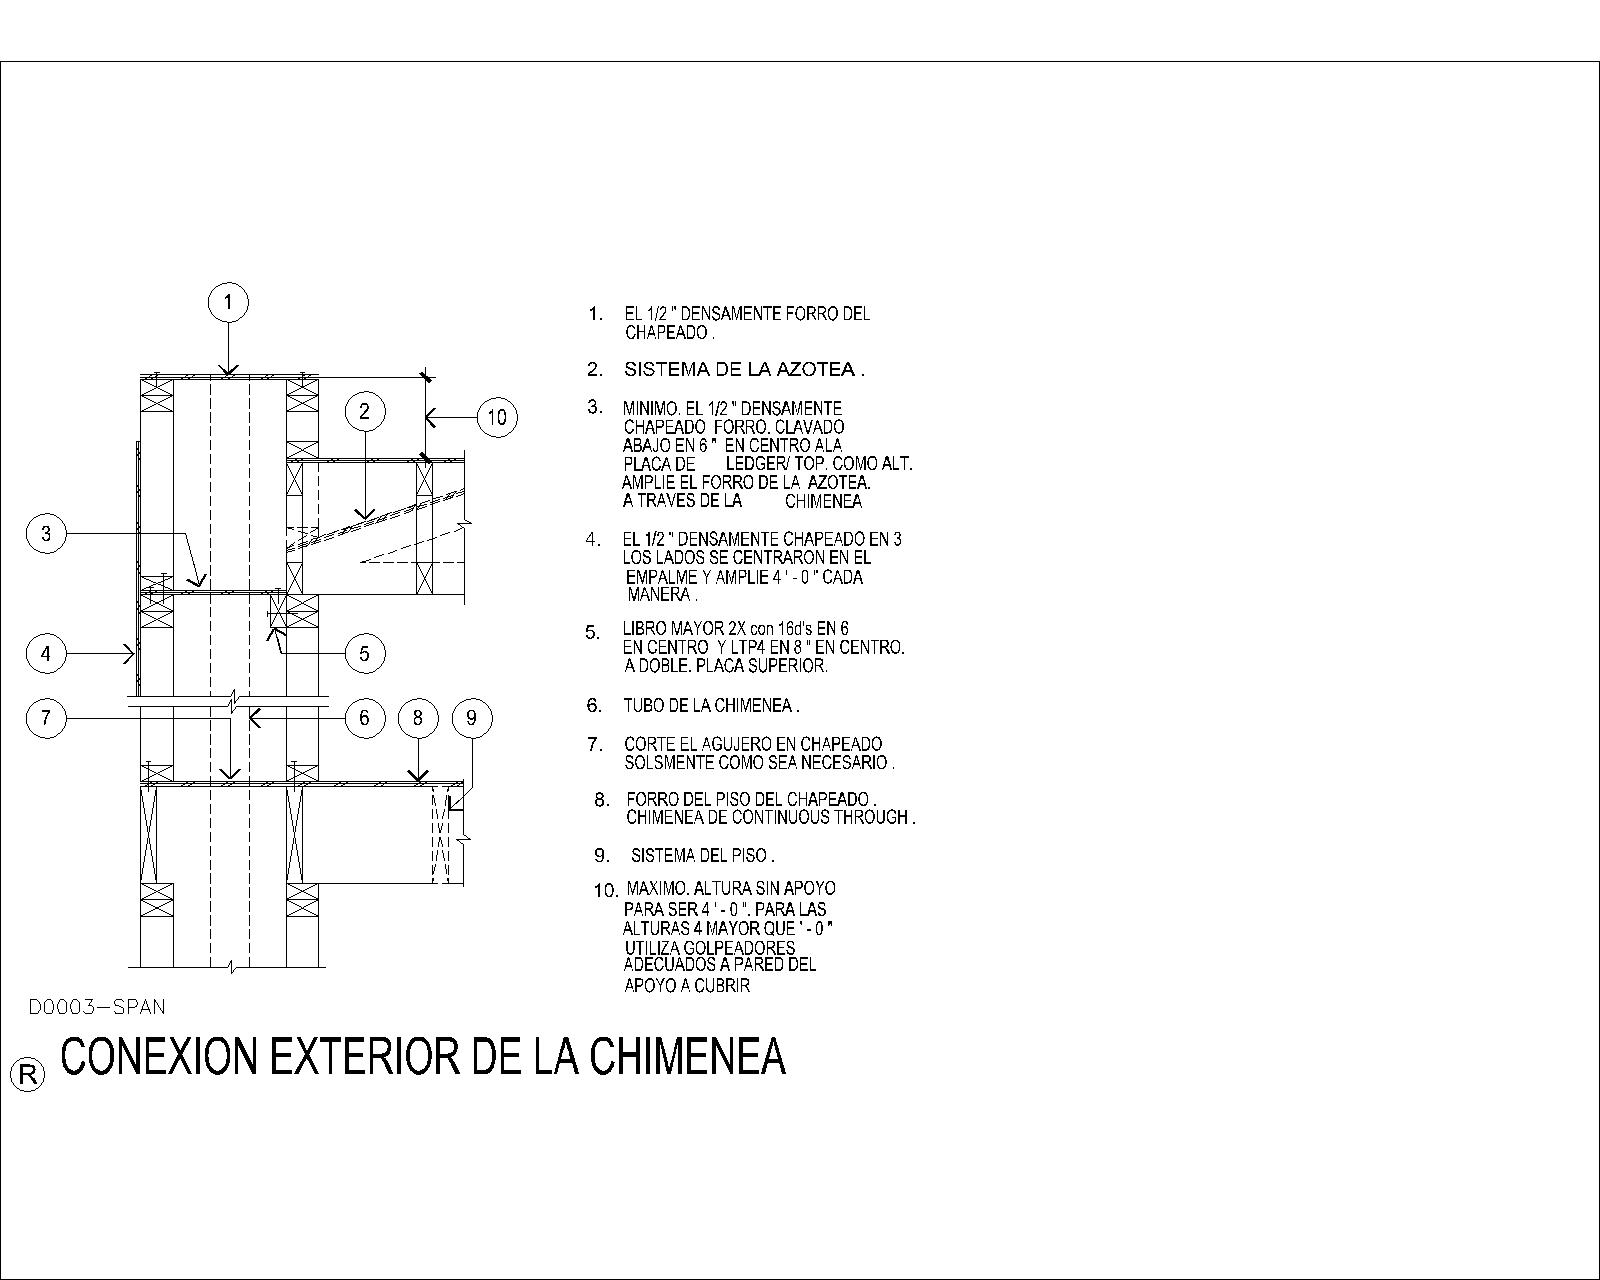 1
2
10
3
4
5
7
6
8
9
1. EL 1/2 " DENSAMENTE FORRO DEL
CHAPEADO .
2. SISTEMA DE LA AZOTEA .
3. MINIMO. EL 1/2 " DENSAMENTE
CHAPEADO FORRO. CLAVADO
ABAJO EN 6 " EN CENTRO ALA
PLACA DE LEDGER/ TOP. COMO ALT.
AMPLIE EL FORRO DE LA AZOTEA.
A TRAVES DE LA CHIMENEA
4. EL 1/2 " DENSAMENTE CHAPEADO EN 3
LOS LADOS SE CENTRARON EN EL
EMPALME Y AMPLIE 4 ' - 0 " CADA
MANERA .
5. LIBRO MAYOR 2X con 16d's EN 6
EN CENTRO Y LTP4 EN 8 " EN CENTRO.
A DOBLE. PLACA SUPERIOR.
6. TUBO DE LA CHIMENEA .
7. CORTE EL AGUJERO EN CHAPEADO
SOLSMENTE COMO SEA NECESARIO .
8. FORRO DEL PISO DEL CHAPEADO .
CHIMENEA DE CONTINUOUS THROUGH .
9. SISTEMA DEL PISO .
10. MAXIMO. ALTURA SIN APOYO
PARA SER 4 ' - 0 ". PARA LAS
ALTURAS 4 MAYOR QUE ' - 0 "
UTILIZA GOLPEADORES
ADECUADOS A PARED DEL
APOYO A CUBRIR
D0003-SPAN
R CONEXION EXTERIOR DE LA CHIMENEA